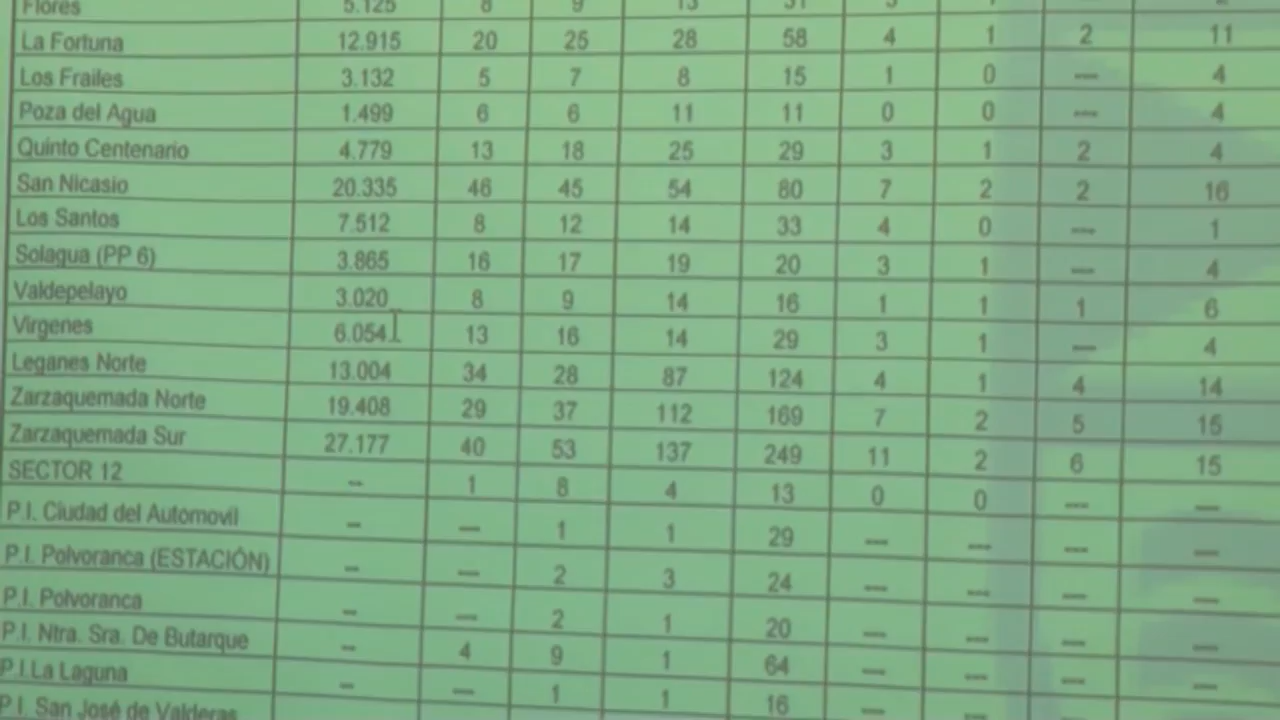 Flores 5.125 8 9 13 31
La Fortuna 12.915 20 25 28 58 4 1 2 11
Los Frailes 3.132 5 7 8 15 1 0 --- 4
Poza del Agua 1.499 6 6 11 11 0 0 --- 4
Quinto Centenario 4.779 13 18 25 29 3 1 2 4
San Nicasio 20.335 46 45 54 80 7 2 2 16
Los Santos 7.512 8 12 14 33 4 0 --- 1
Solagua (PP 6) 3.865 16 17 19 20 3 1 --- 4
Valdepelayo 3.020 8 9 14 16 1 1 1 6
Virgenes 6.054 13 16 14 29 3 1 --- 4
Leganes Norte 13.004 34 28 87 124 4 1 4 14
Zarzaquemada Norte 19.408 29 37 112 169 7 2 5 15
Zarzaquemada Sur 27.177 40 53 137 249 11 2 6 15
SECTOR 12 -- 1 8 4 13 0 0 --- ---
P.I. Ciudad del Automovil -- --- 1 1 29 --- --- --- ---
P.I. Polvoranca (ESTACIÓN) -- --- 2 3 24 --- --- --- ---
P.I. Polvoranca -- --- 2 1 20 --- --- --- ---
P.I. Ntra. Sra. De Butarque -- 4 9 1 64 --- --- --- ---
P.I.La Laguna -- --- 1 1 16 --- --- --- ---
P.I. San José de Valderas